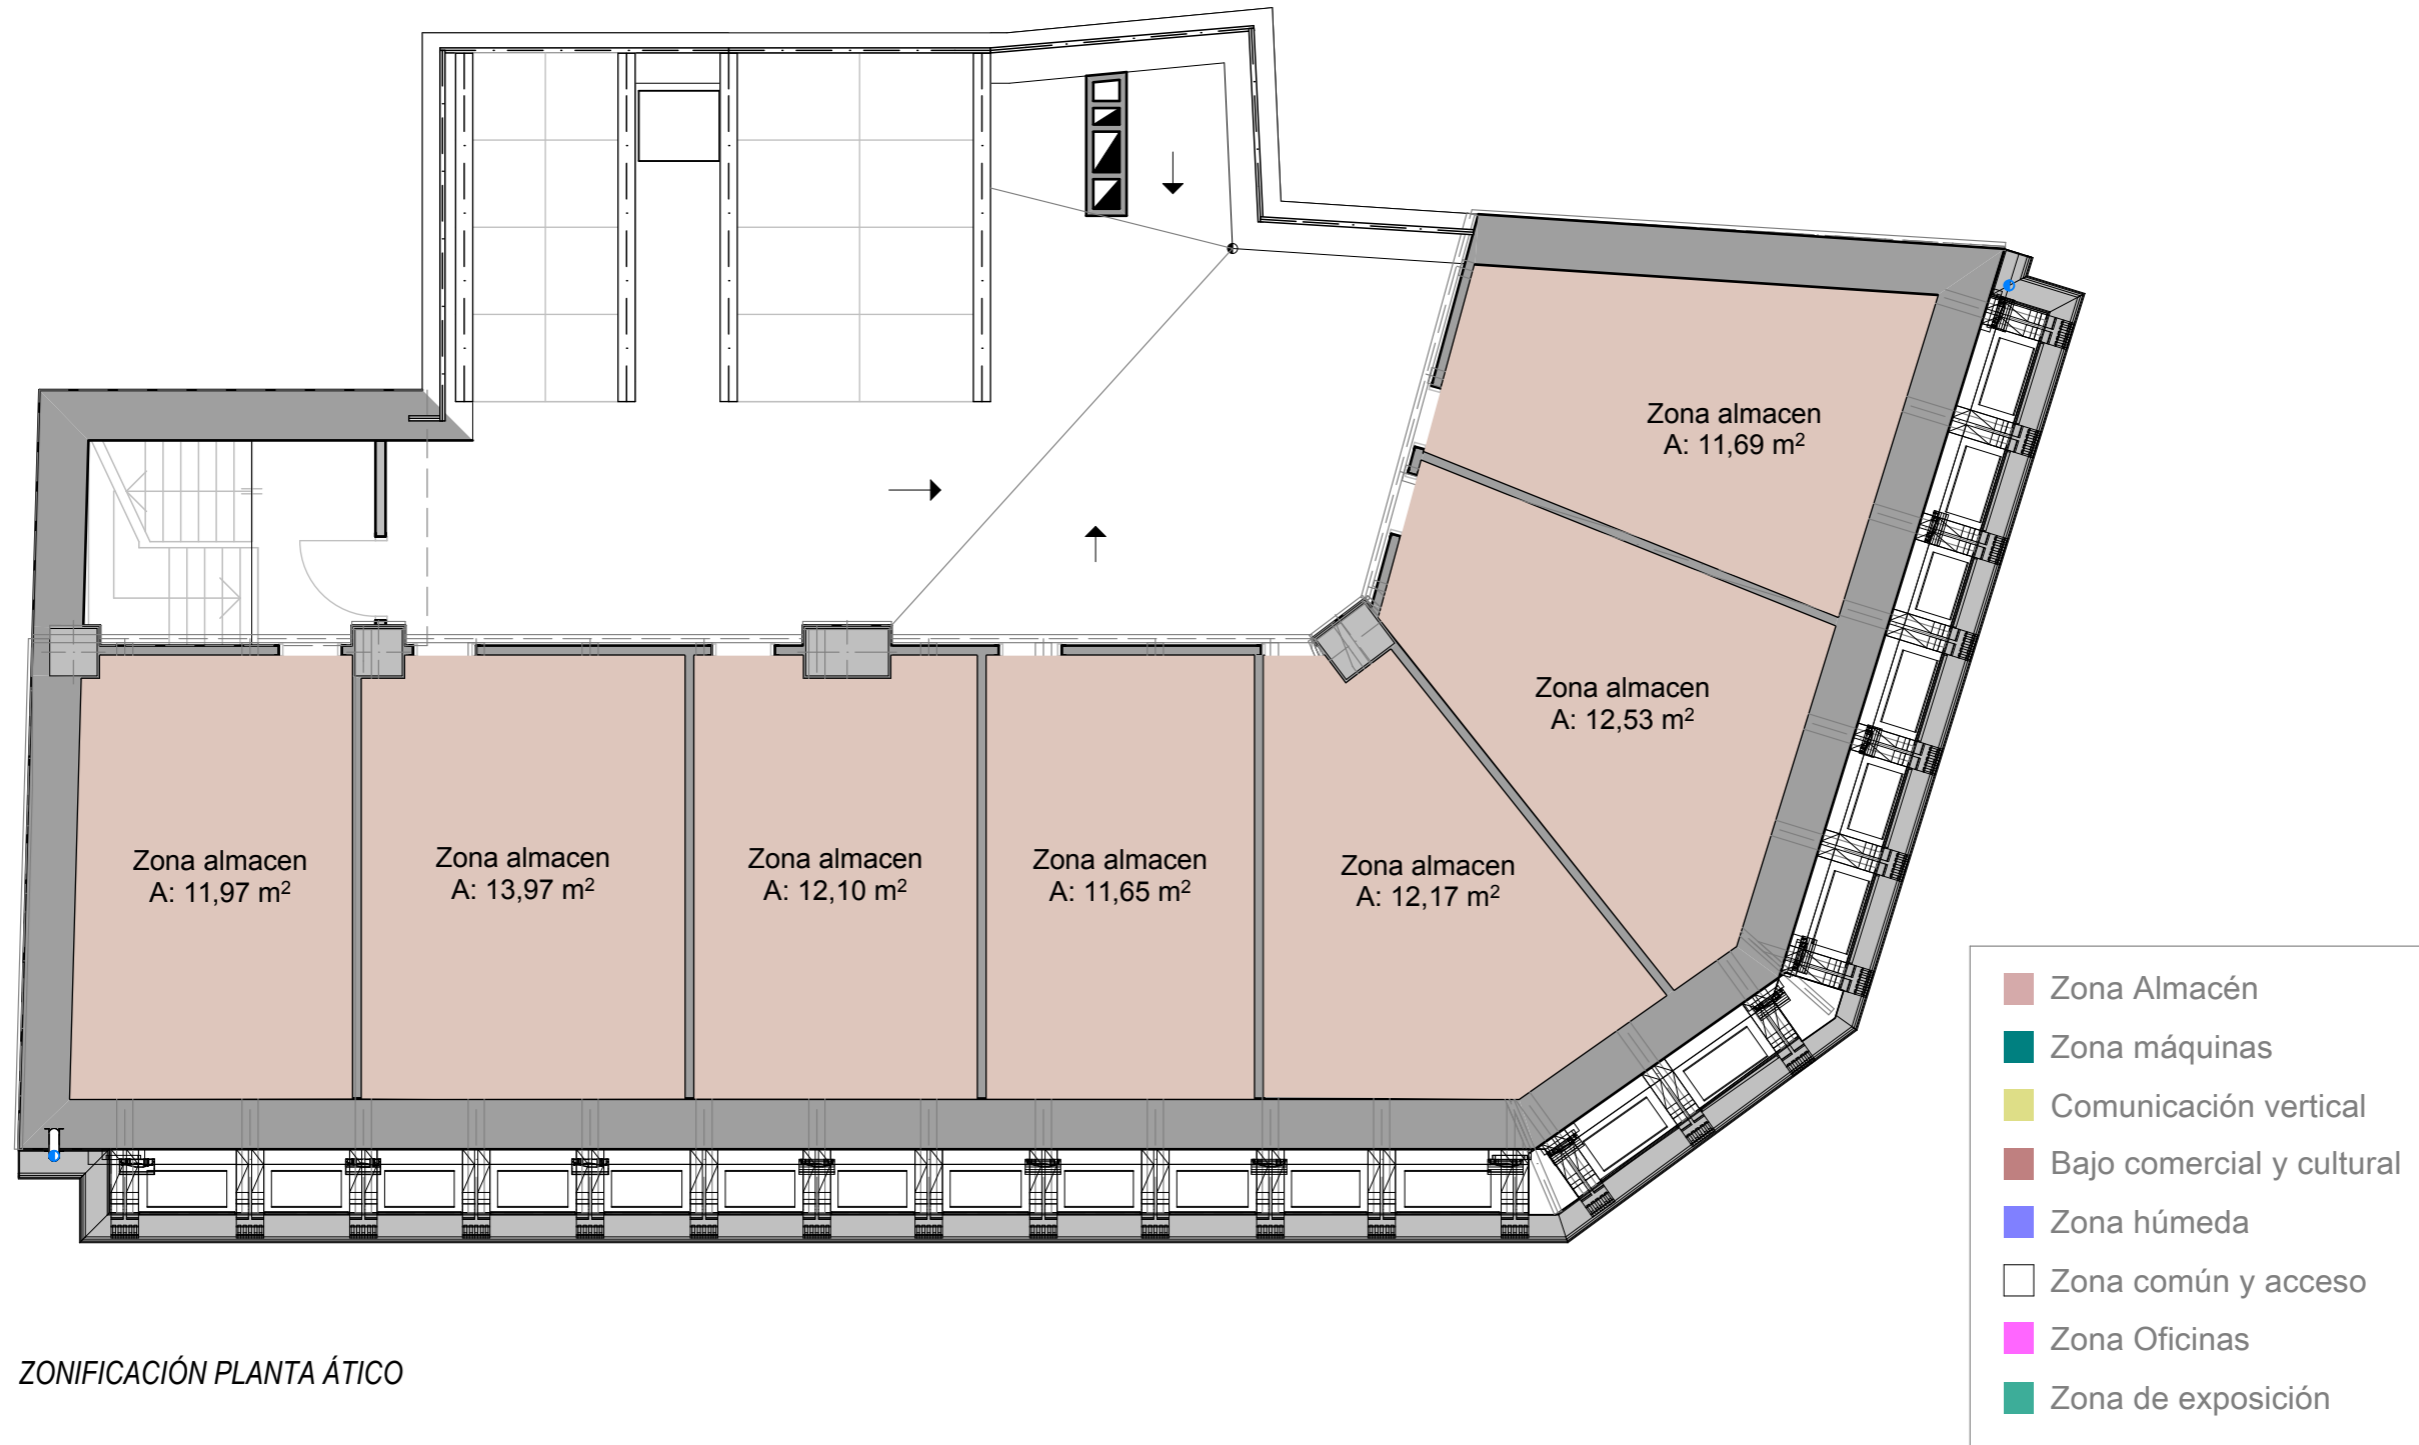 Zona almacen
A: 11,69 m²
Zona almacen
A: 12,53 m²
Zona almacen
A: 11,97 m²
Zona almacen
A: 13,97 m²
Zona almacen
A: 12,10 m²
Zona almacen
A: 11,65 m²
Zona almacen
A: 12,17 m²
Zona Almacén
Zona máquinas
Comunicación vertical
Bajo comercial y cultural
Zona húmeda
Zona común y acceso
Zona Oficinas
Zona de exposición
ZONIFICACIÓN PLANTA ÁTICO